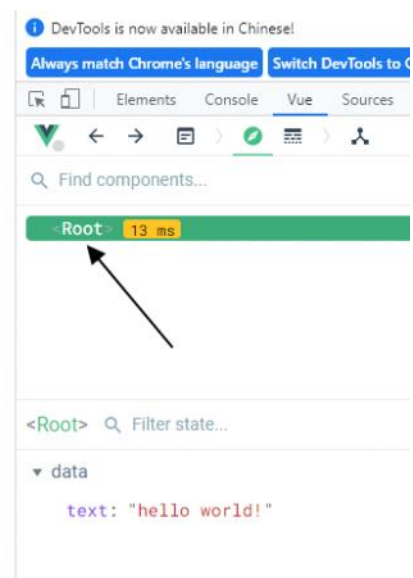 DevTools is now available in Chinese!
Always match Chrome's language Switch DevTools to
Elements Console Vue Sources
Find components...
<Root> 13 ms
<Root> Filter state...
data
text: "hello world!"